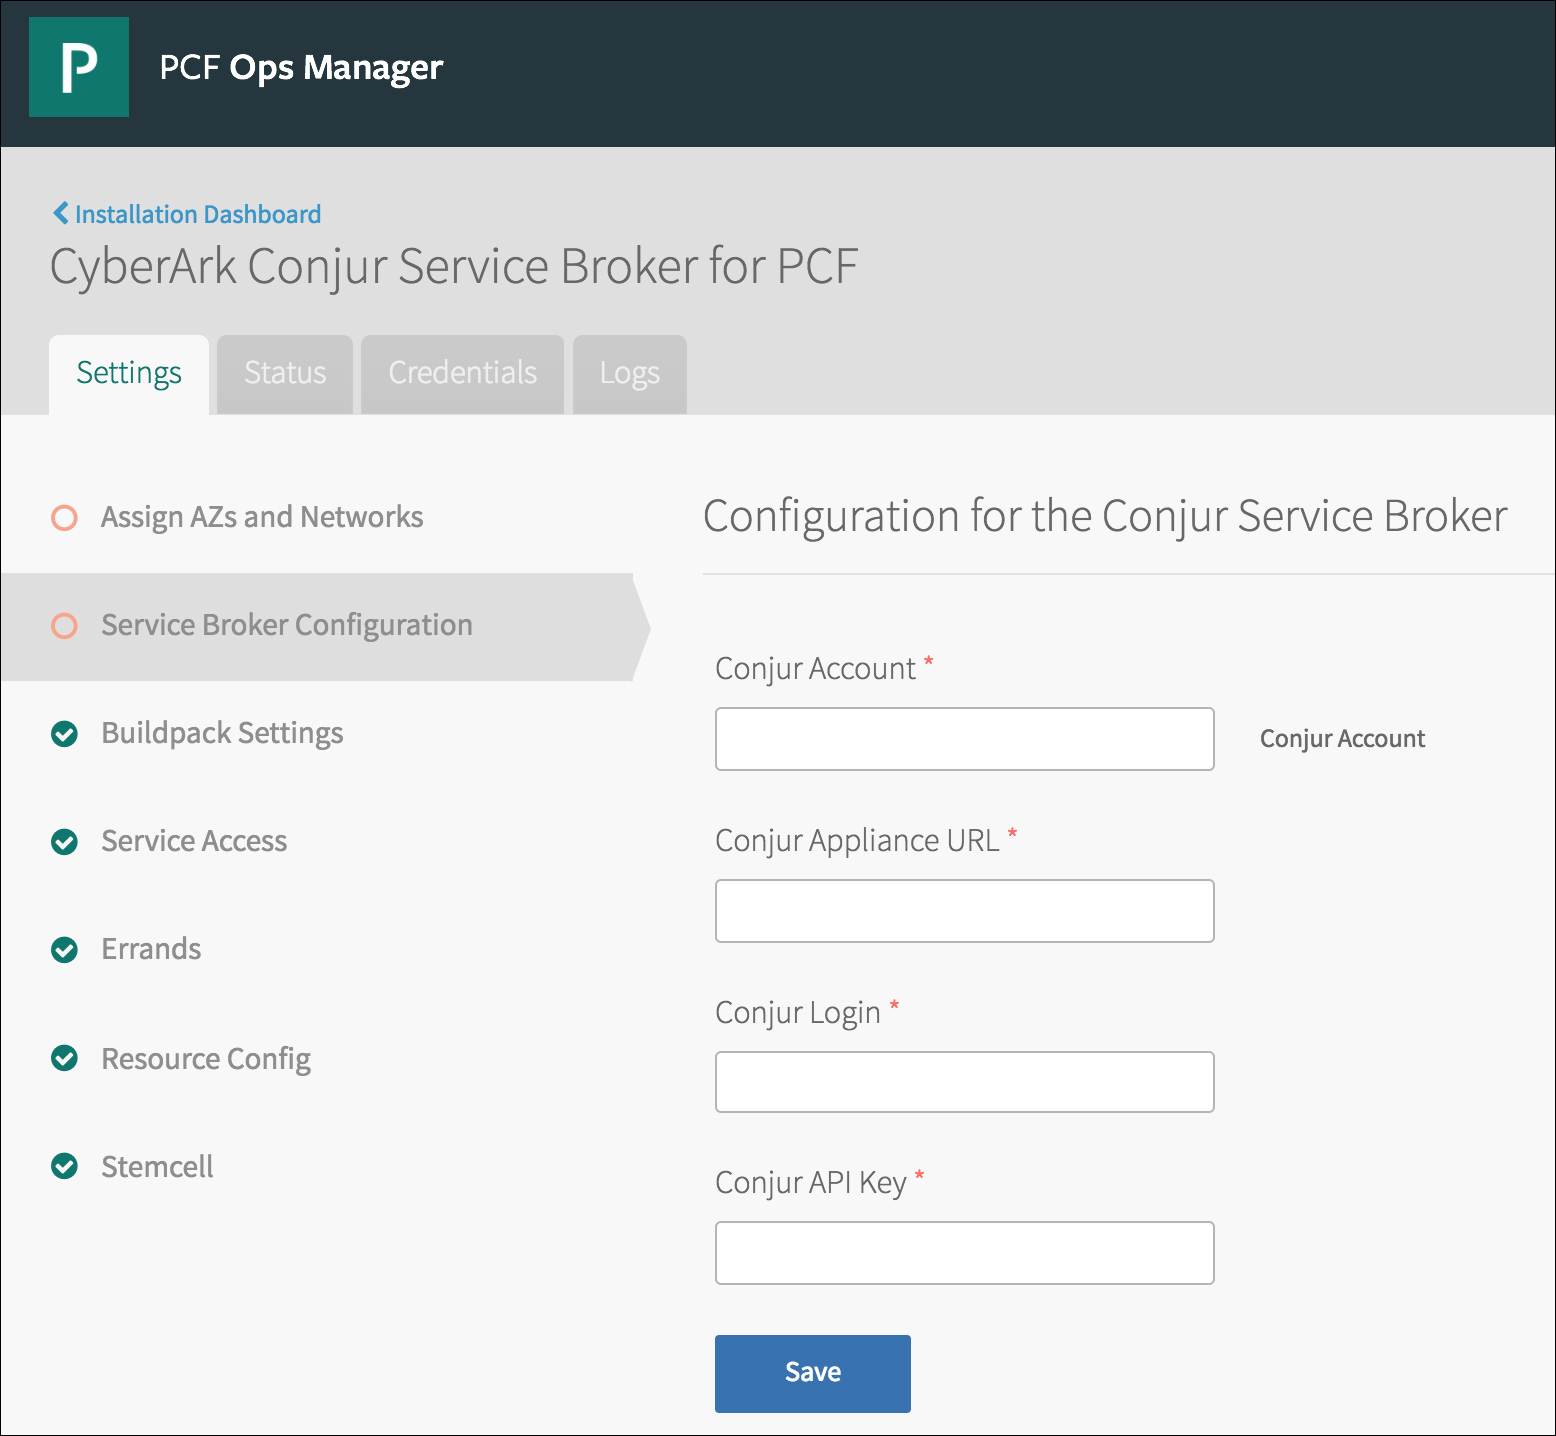 P
PCF Ops Manager
Installation Dashboard
CyberArk Conjur Service Broker for PCF
Settings
Status
Credentials
Logs
Assign AZs and Networks
Service Broker Configuration
Buildpack Settings
Service Access
Errands
Resource Config
Stemcell
Configuration for the Conjur Service Broker
Conjur Account *
Conjur Account
Conjur Appliance URL *
Conjur Login *
Conjur API Key *
Save